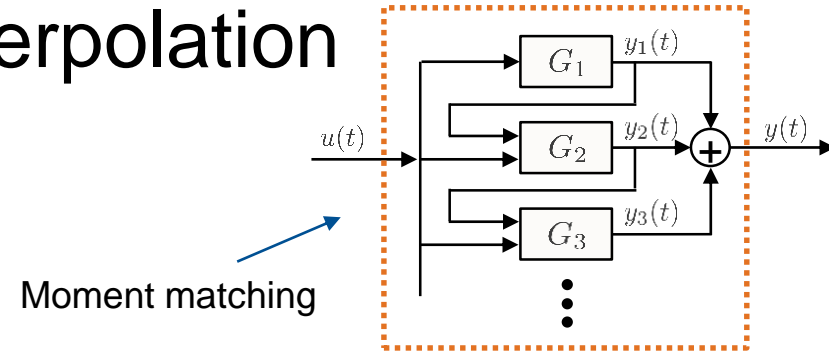 erpolation
G₁ y₁(t)
u(t) G₂ y₂(t) + y(t)
G₃ y₃(t)
Moment matching